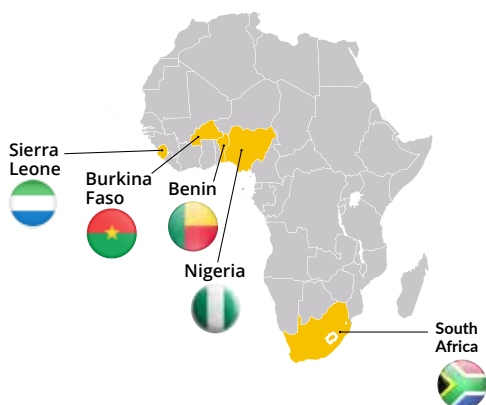 Sierra
Leone
Burkina
Faso
Benin
Nigeria
South
Africa